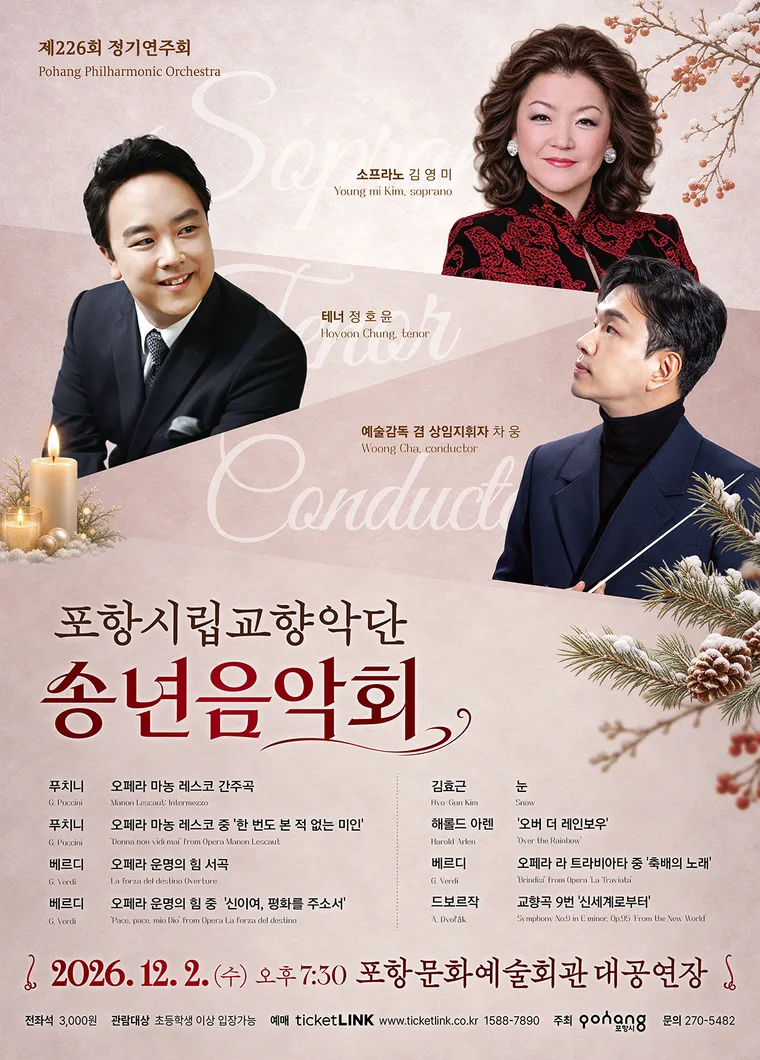 제226회 정기연주회
Pohang Philharmonic Orchestra
Soprano
소프라노 김영미
Young mi Kim, soprano
Tenor
테너 정호윤
Hoyoon Chung, tenor
예술감독 겸 상임지휘자 차 웅
Woong Cha, conductor
Conducto
포항시립교향악단
송년음악회
푸치니 오페라 마농 레스코 간주곡
G. Puccini Manon Lescaut: Intermezzo
푸치니 오페라 마농 레스코 중 '한 번도 본 적 없는 미인'
G. Puccini 'Donna non vidi mai' from Opera Manon Lescaut
베르디 오페라 운명의 힘 서곡
G. Verdi La forza del destino Overture
베르디 오페라 운명의 힘 중 '신이여, 평화를 주소서'
G. Verdi 'Pace, pace, mio Dio' from Opera La forza del destino
김효근 눈
Hyo-Gun Kim Snow
해롤드 아렌 '오버 더 레인보우'
Harold Arlen 'Over the Rainbow'
베르디 오페라 라 트라비아타 중 '축배의 노래'
G. Verdi 'Brindisi' from Opera 'La Traviata'
드보르작 교향곡 9번 '신세계로부터'
A. Dvořák Symphony No.9 in E minor, Op.95 'From the New World'
2026. 12. 2. (수) 오후 7:30 포항문화예술회관 대공연장
전좌석 3,000원 관람대상 초등학생 이상 입장가능 예매 ticketLINK www.ticketlink.co.kr 1588-7890 주최 pohang 포항시 문의 270-5482